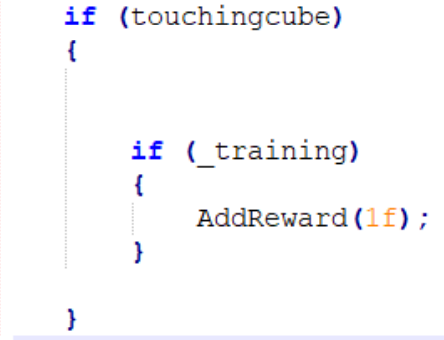 if (touchingcube)
{
if (_training)
{
AddReward(1f);
}
}